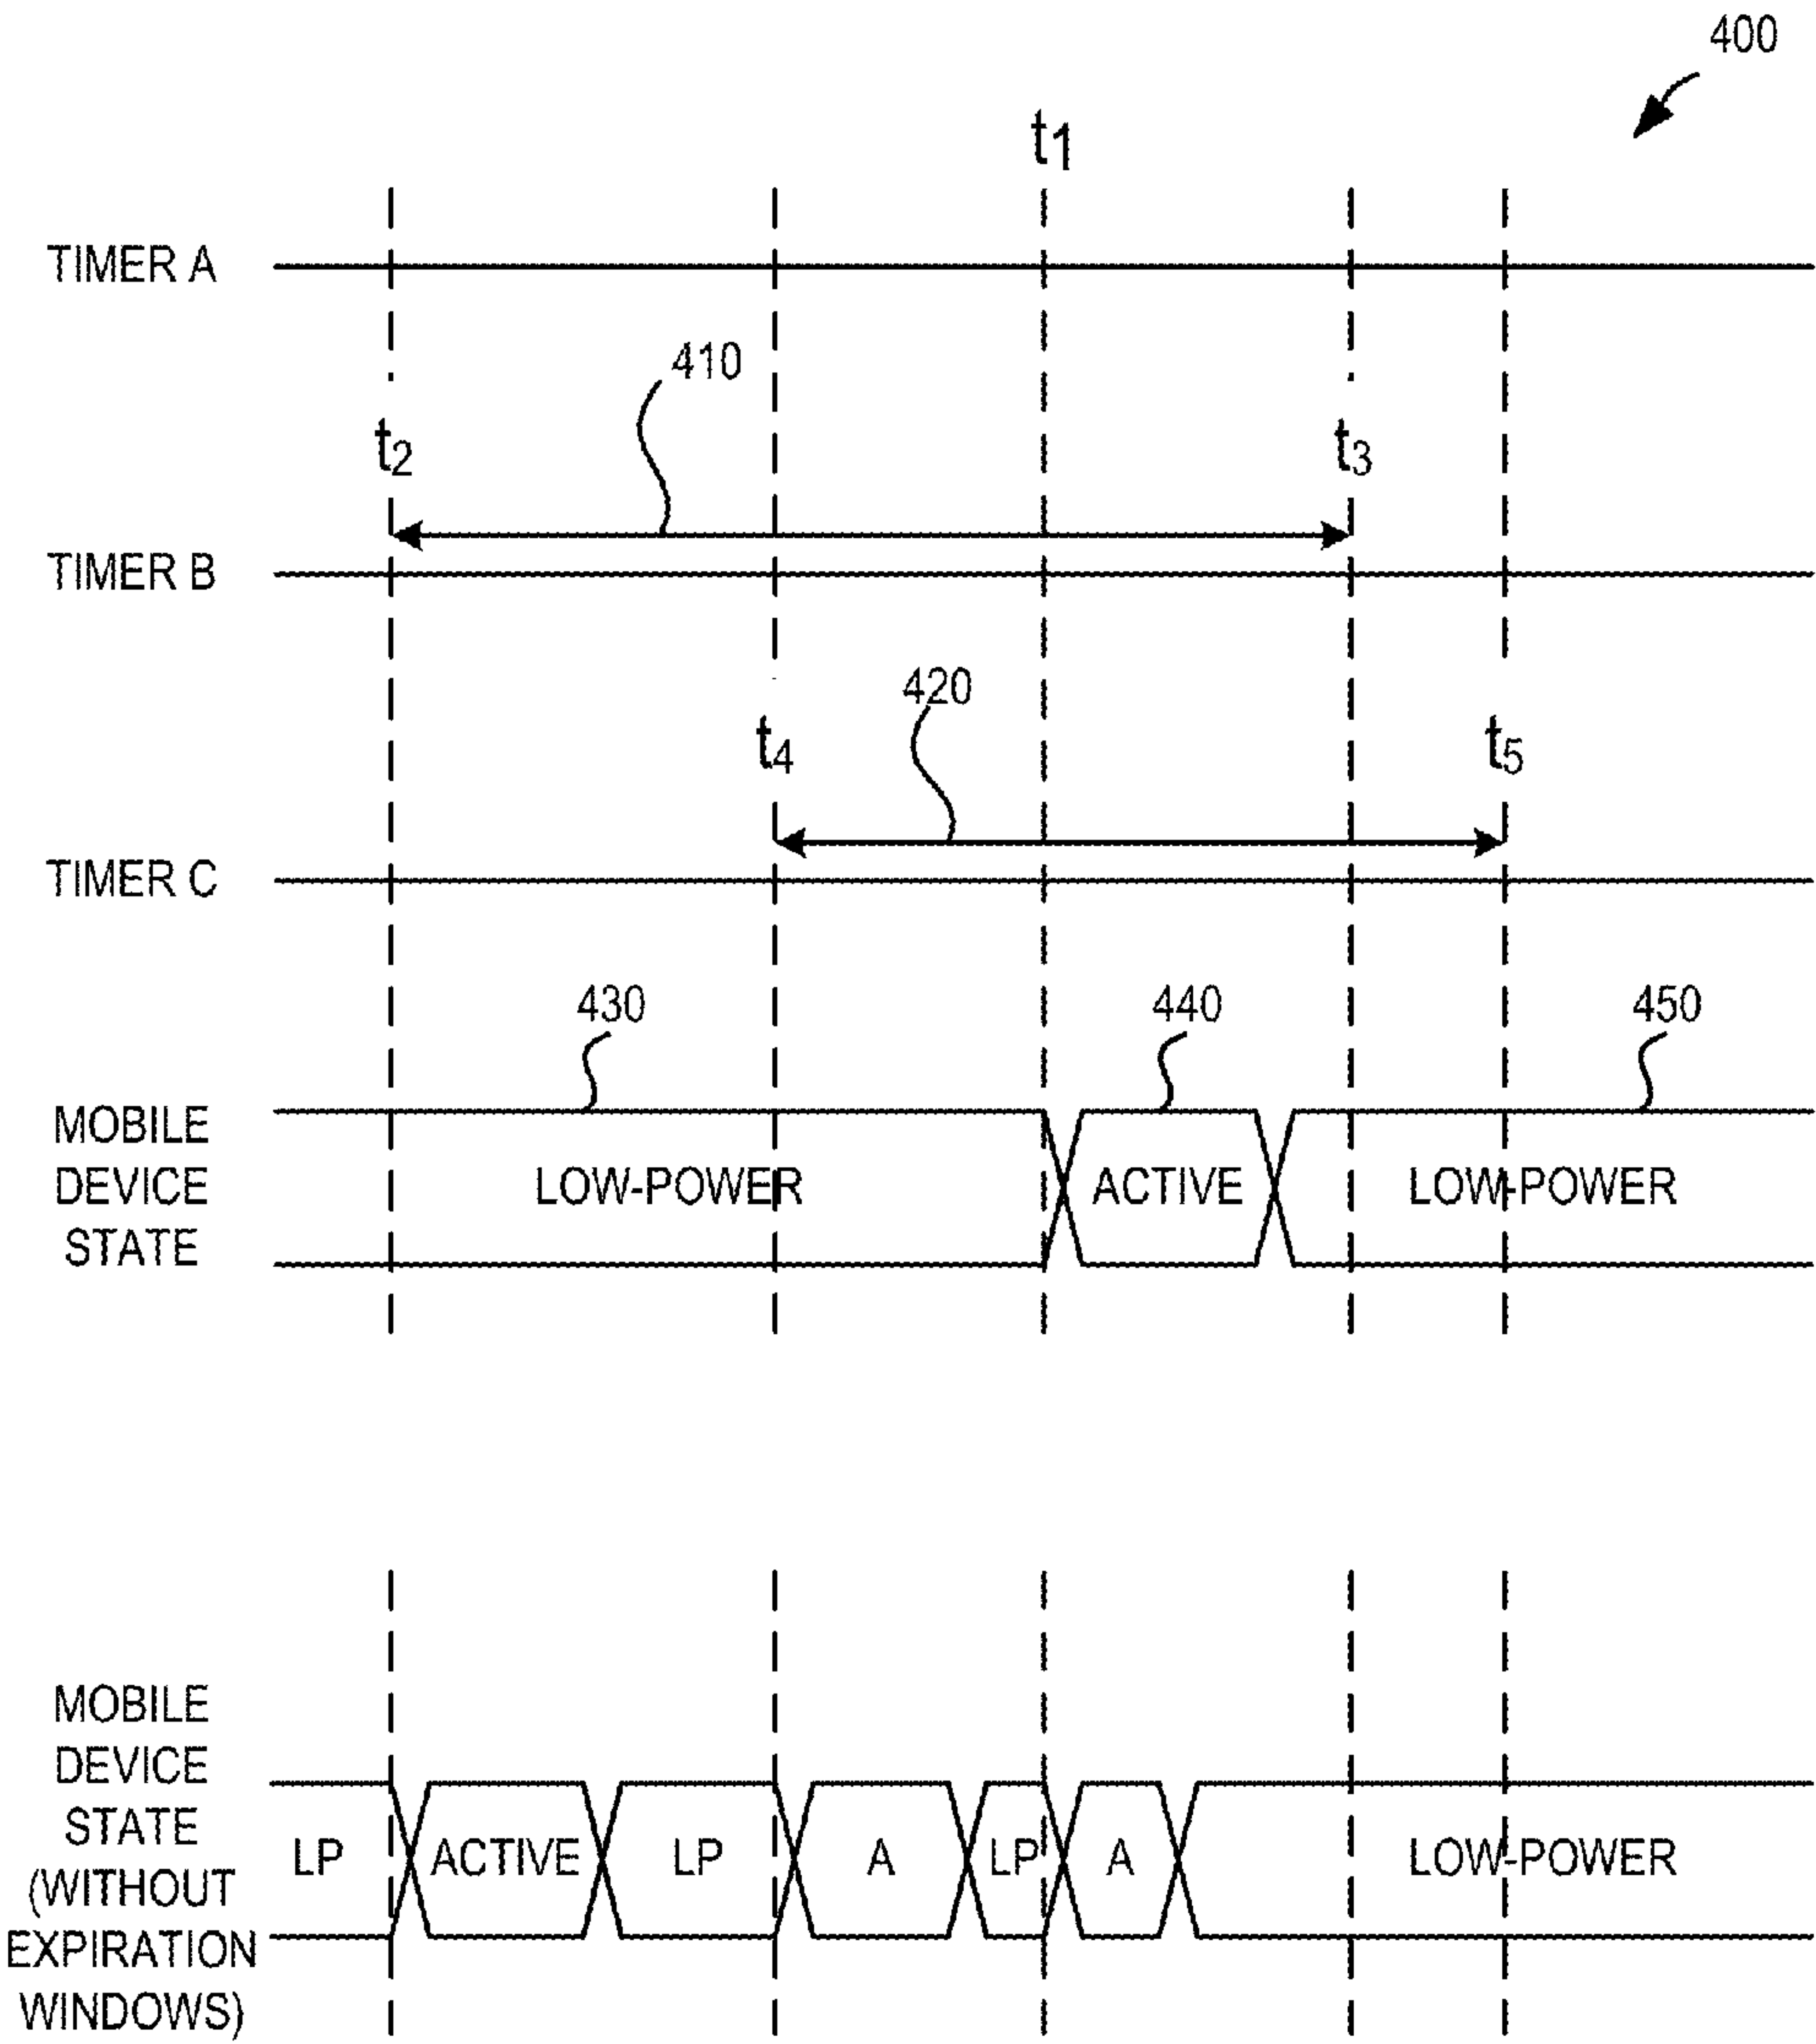 400
t1
TIMER A
410
t2
t3
TIMER B
420
t4
t5
TIMER C
430
440
450
MOBILE
DEVICE
STATE
LOW-POWER
ACTIVE
LOW-POWER
MOBILE
DEVICE
STATE
(WITHOUT
EXPIRATION
WINDOWS)
LP
ACTIVE
LP
A
LP
A
LOW-POWER